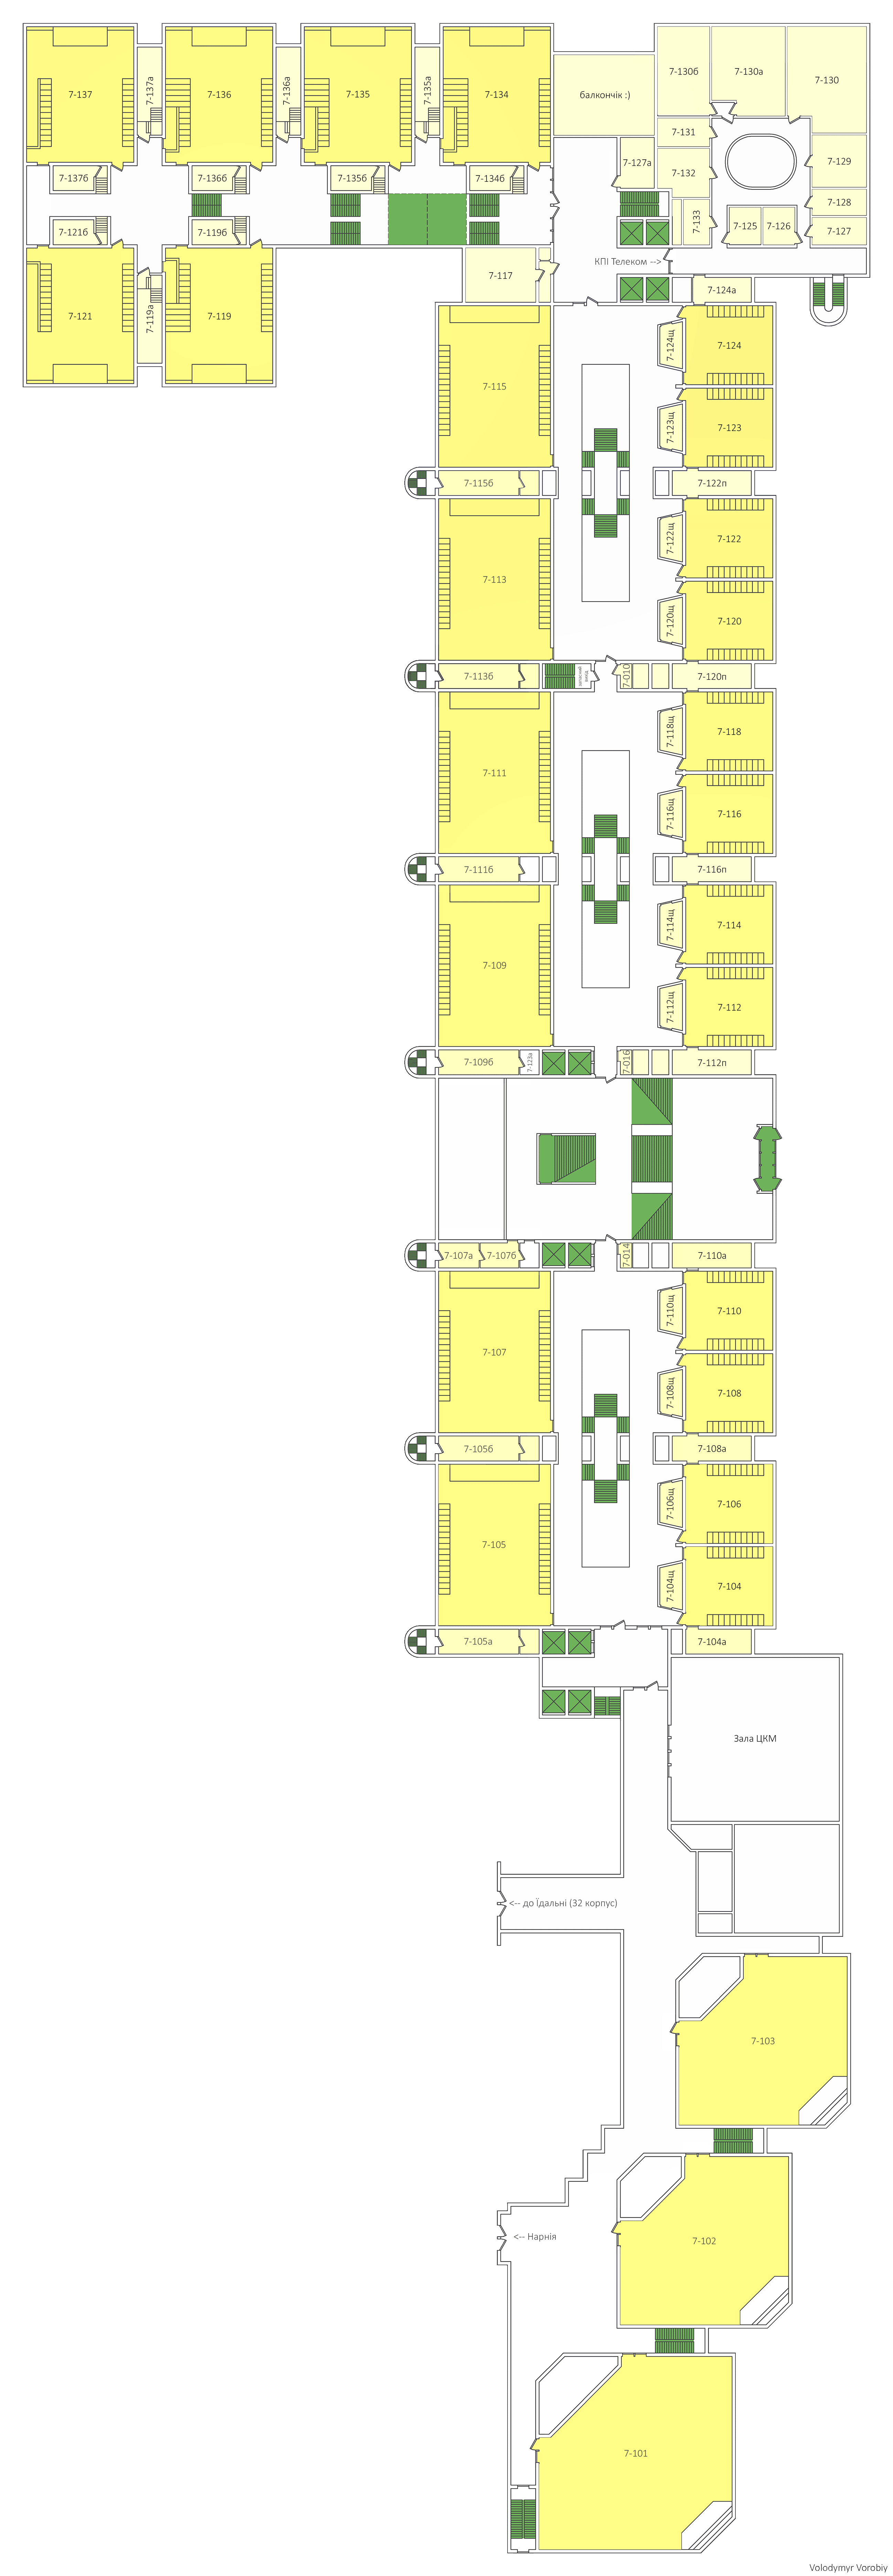 7-137
7-137а
7-136
7-136а
7-135
7-135а
7-134
балкончік :)
7-130б
7-130а
7-130
7-131
7-132
7-127а
7-129
7-128
7-127
7-133
7-125
7-126
7-137б
7-136б
7-135б
7-134б
7-121б
7-119б
КПІ Телеком -->
7-117
7-124а
7-121
7-119а
7-119
7-115
7-124щ
7-124
7-123щ
7-123
7-115б
7-122п
7-113
7-122щ
7-122
7-120щ
7-120
7-113б
запасний
вихід
7-010
7-120п
7-111
7-118щ
7-118
7-116щ
7-116
7-111б
7-116п
7-109
7-114щ
7-114
7-112щ
7-112
7-109б
7-123а
7-016
7-112п
7-107а
7-107б
7-014
7-110а
7-107
7-110щ
7-110
7-108щ
7-108
7-105б
7-108а
7-105
7-106щ
7-106
7-104щ
7-104
7-105а
7-104а
Зала ЦКМ
<-- до Їдальні (32 корпус)
7-103
<-- Нарнія
7-102
7-101
Volodymyr Vorobiy